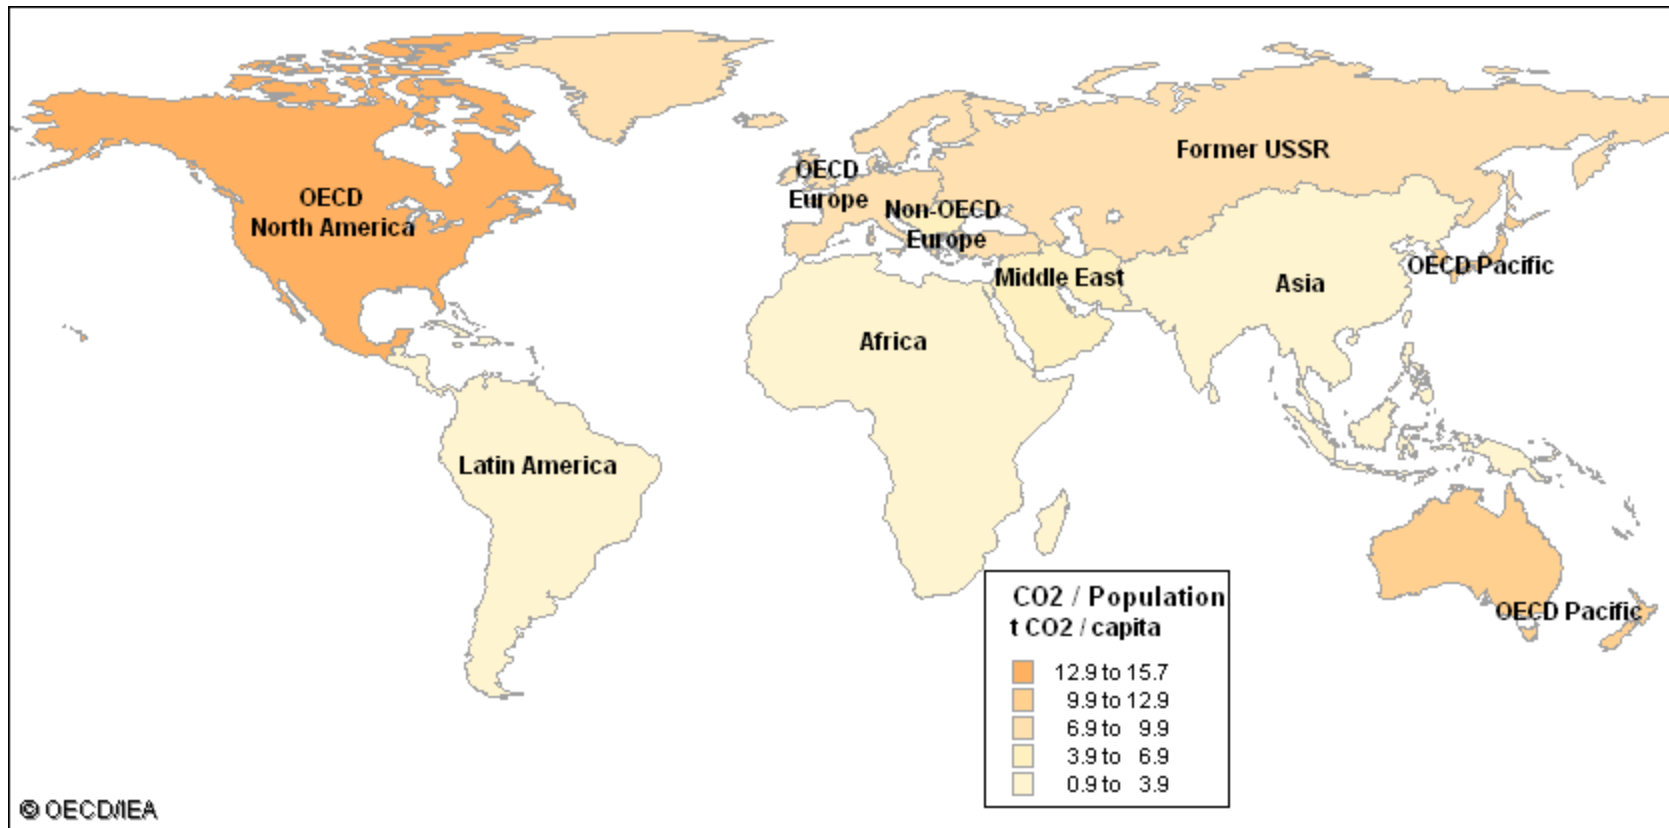 OECD
North America
OECD
Europe
Non-OECD
Europe
Former USSR
Middle East
OECD Pacific
Asia
Africa
Latin America
OECD Pacific
CO2 / Population
t CO2 / capita
12.9 to 15.7
9.9 to 12.9
6.9 to 9.9
3.9 to 6.9
0.9 to 3.9
© OECD/IEA